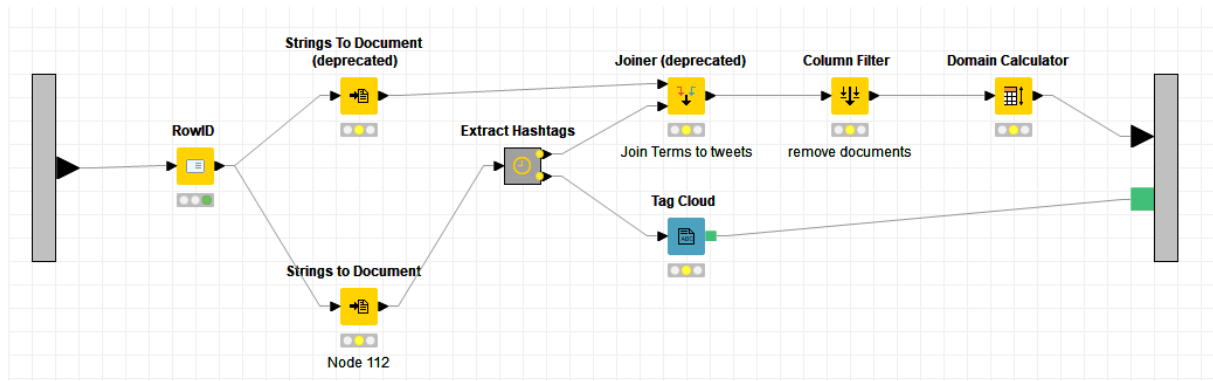 Strings To Document
(deprecated)
Joiner (deprecated)
Column Filter
Domain Calculator
RowID
Extract Hashtags
Join Terms to tweets
remove documents
Tag Cloud
ABC
Strings to Document
Node 112